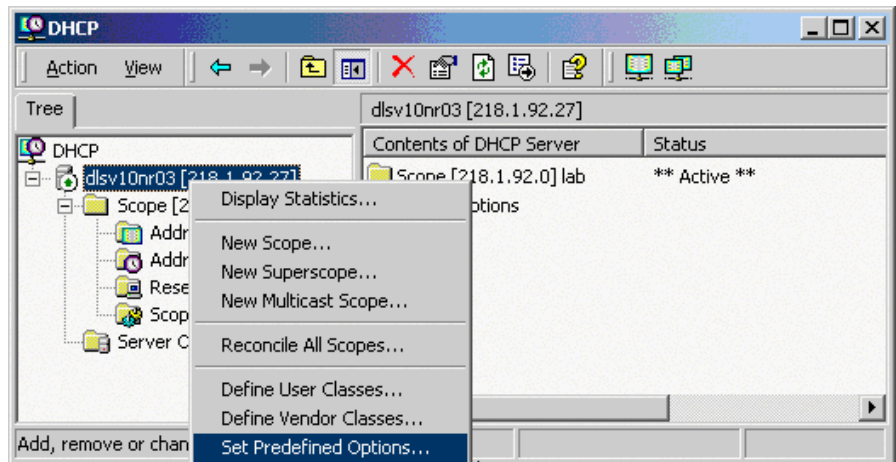 DHCP
Action View
Tree
dlsv10nr03 [218.1.92.27]
DHCP
Contents of DHCP Server Status
dlsv10nr03 [218.1.92.27]
Scope [218.1.92.0] lab ** Active **
Scope [2
ptions
Addr
Addr
Rese
Scop
Server O
Display Statistics...
New Scope...
New Superscope...
New Multicast Scope...
Reconcile All Scopes...
Define User Classes...
Define Vendor Classes...
Set Predefined Options...
Add, remove or chan